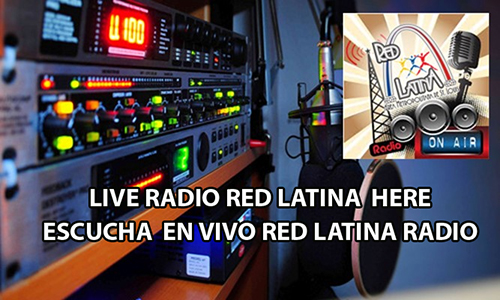 U.100
RED
LATINA
Radio
ON AIR
LIVE RADIO RED LATINA HERE
ESCUCHA EN VIVO RED LATINA RADIO